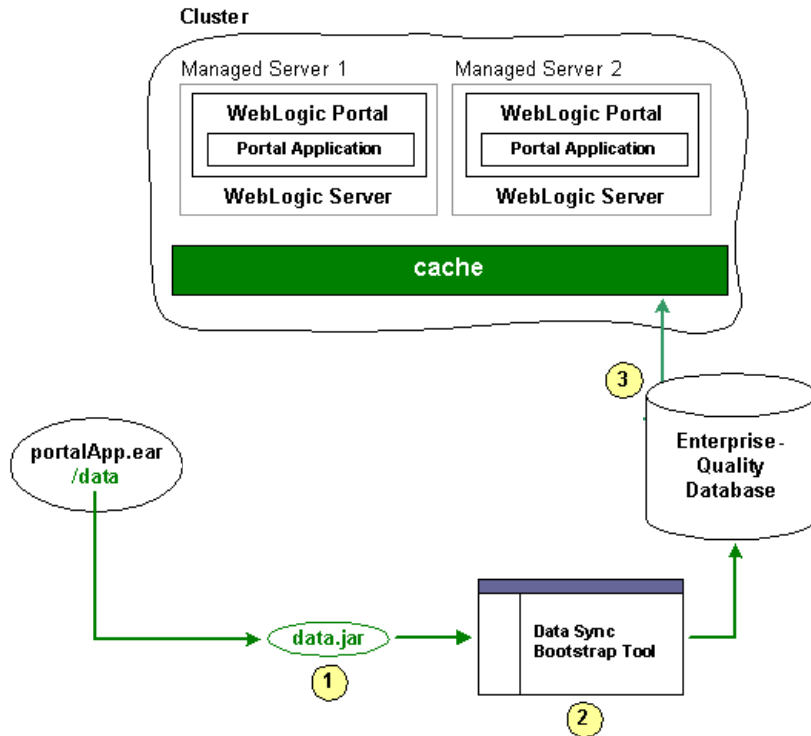 Cluster
Managed Server 1
Managed Server 2
WebLogic Portal
WebLogic Portal
Portal Application
Portal Application
WebLogic Server
WebLogic Server
cache
3
portalApp.ear
/data
Enterprise-
Quality
Database
data.jar
Data Sync
Bootstrap Tool
1
2